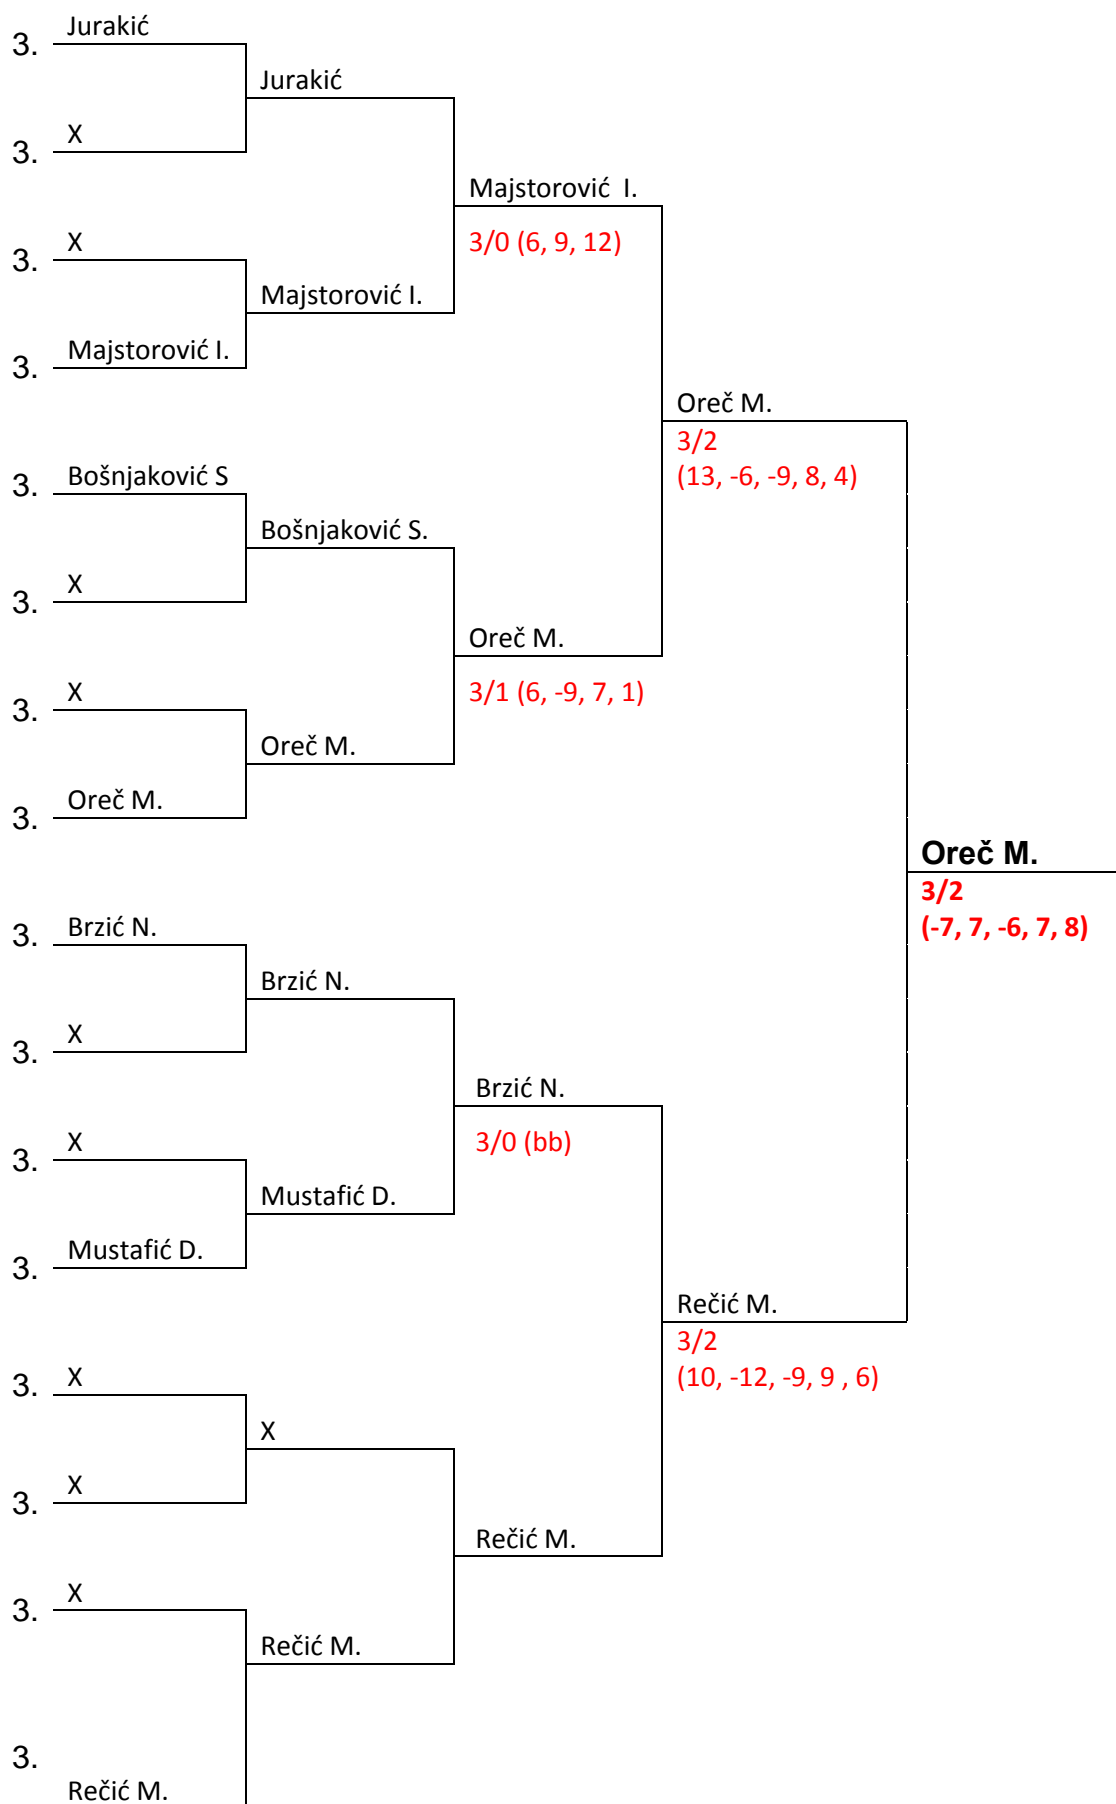 Jurakić
3.
Jurakić
X
3.
Majstorović  I.
X
3/0 (6, 9, 12)
3.
Majstorović I.
Majstorović I.
3.
Oreč M.
3/2
Bošnjaković S
(13, -6, -9, 8, 4)
3.
Bošnjaković S.
X
3.
Oreč M.
X
3/1 (6, -9, 7, 1)
3.
Oreč M.
Oreč M.
3.
Oreč M.
3/2
Brzić N.
(-7, 7, -6, 7, 8)
3.
Brzić N.
X
3.
Brzić N.
X
3/0 (bb)
3.
Mustafić D.
Mustafić D.
3.
Rečić M.
3/2
X
(10, -12, -9, 9 , 6)
3.
X
X
3.
Rečić M.
X
3.
Rečić M.
3.
Rečić M.